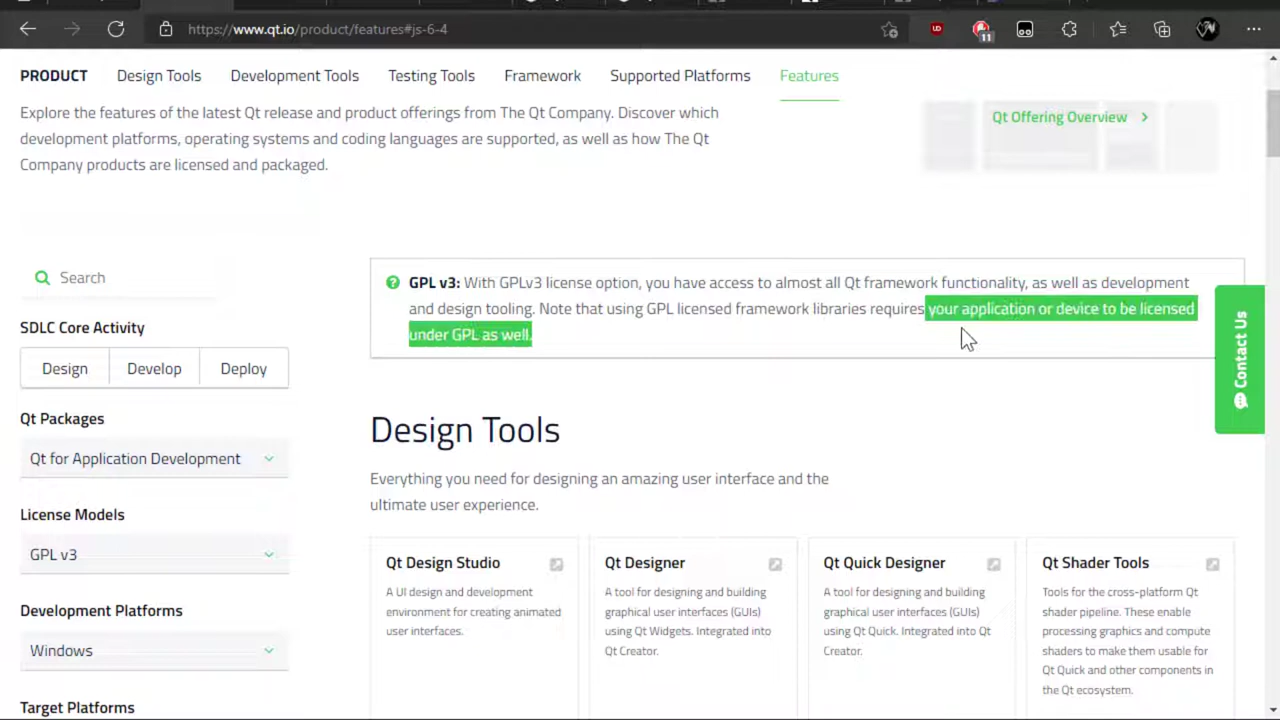 https://www.qt.io/product/features#js-6-4
11
PRODUCT Design Tools Development Tools Testing Tools Framework Supported Platforms Features
Explore the features of the latest Qt release and product offerings from The Qt Company. Discover which
development platforms, operating systems and coding languages are supported, as well as how The Qt
Company products are licensed and packaged.
Qt Offering Overview
Search
SDLC Core Activity
Design Develop Deploy
Qt Packages
Qt for Application Development
License Models
GPL v3
Development Platforms
Windows
Target Platforms
GPL v3: With GPLv3 license option, you have access to almost all Qt framework functionality, as well as development
and design tooling. Note that using GPL licensed framework libraries requires your application or device to be licensed
under GPL as well.
Contact Us
Design Tools
Everything you need for designing an amazing user interface and the
ultimate user experience.
Qt Design Studio
A UI design and development
environment for creating animated
user interfaces.
Qt Designer
A tool for designing and building
graphical user interfaces (GUIs)
using Qt Widgets. Integrated into
Qt Creator.
Qt Quick Designer
A tool for designing and building
graphical user interfaces (GUIs)
using Qt Quick. Integrated into Qt
Creator.
Qt Shader Tools
Tools for the cross-platform Qt
shader pipeline. These enable
processing graphics and compute
shaders to make them usable for
Qt Quick and other components in
the Qt ecosystem.